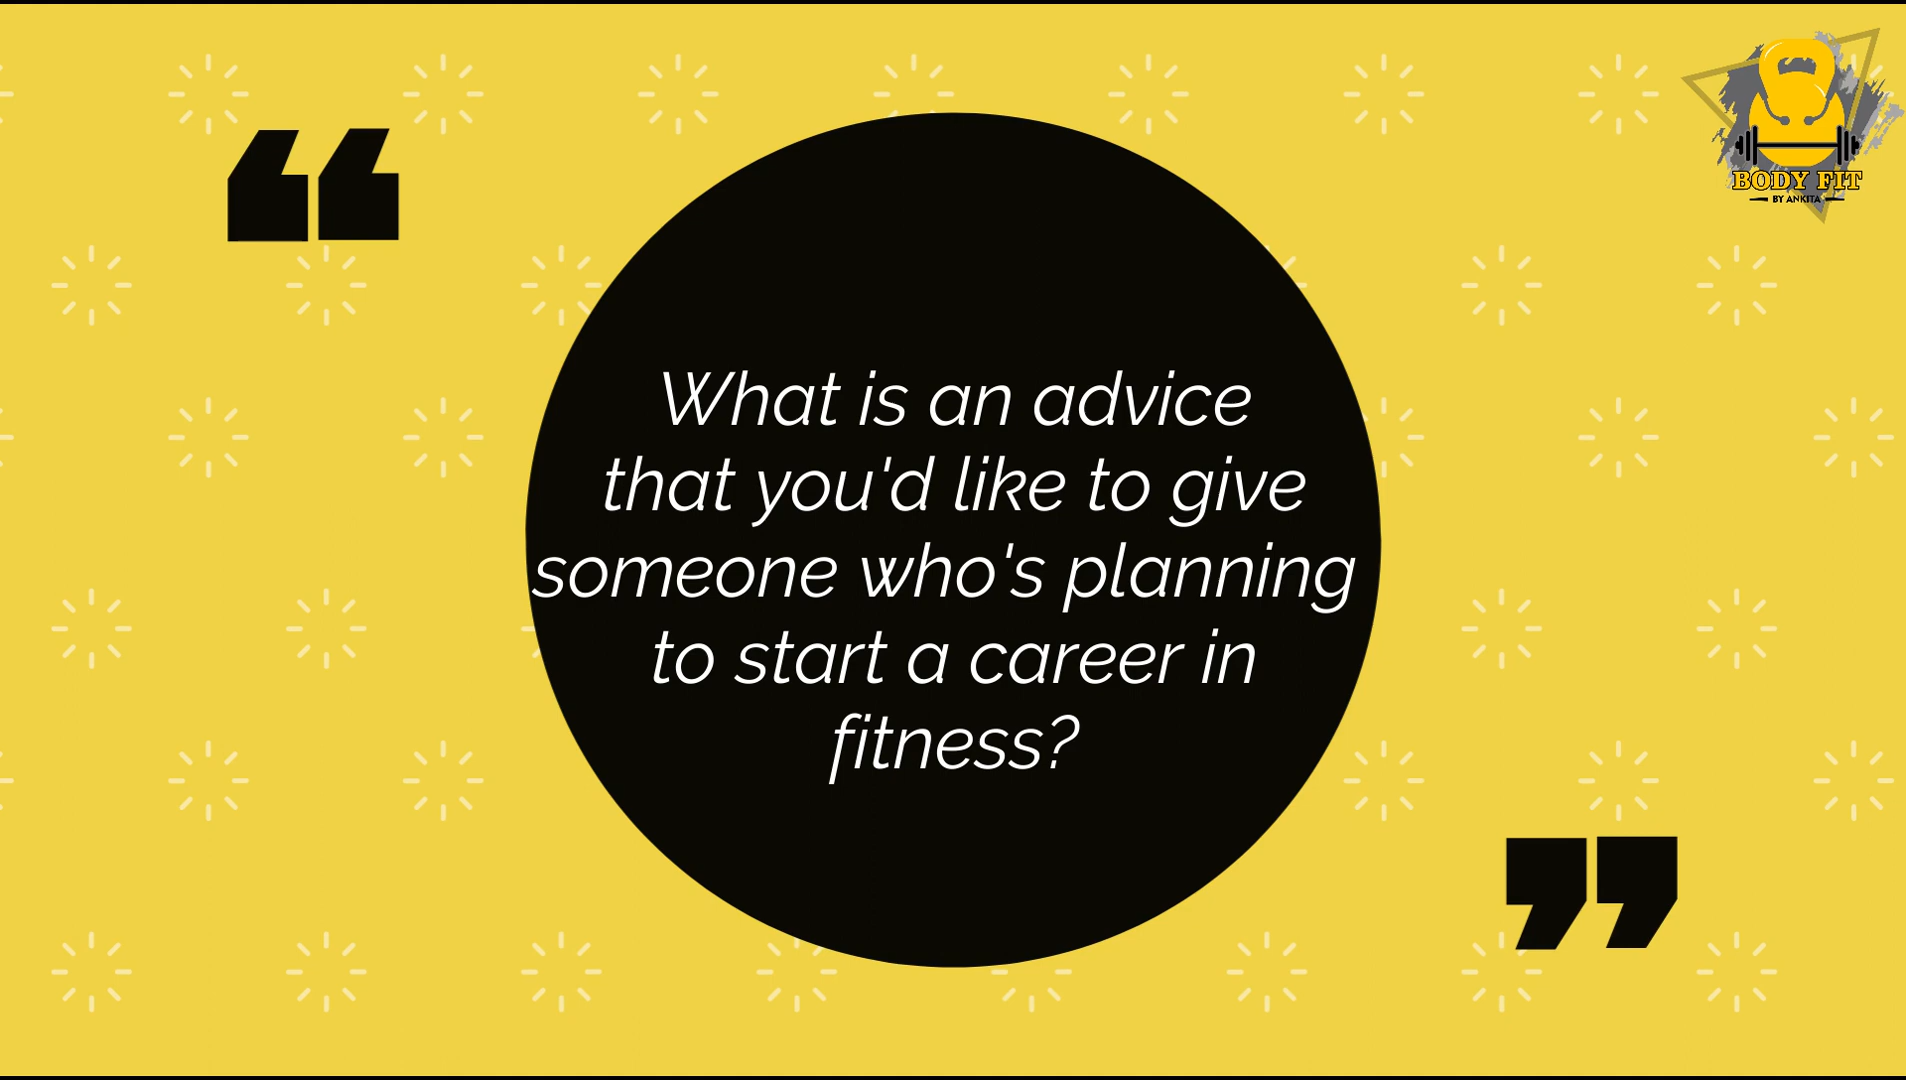 BODY FIT
BY ANKITA
What is an advice
that you'd like to give
someone who's planning
to start a career in
fitness?